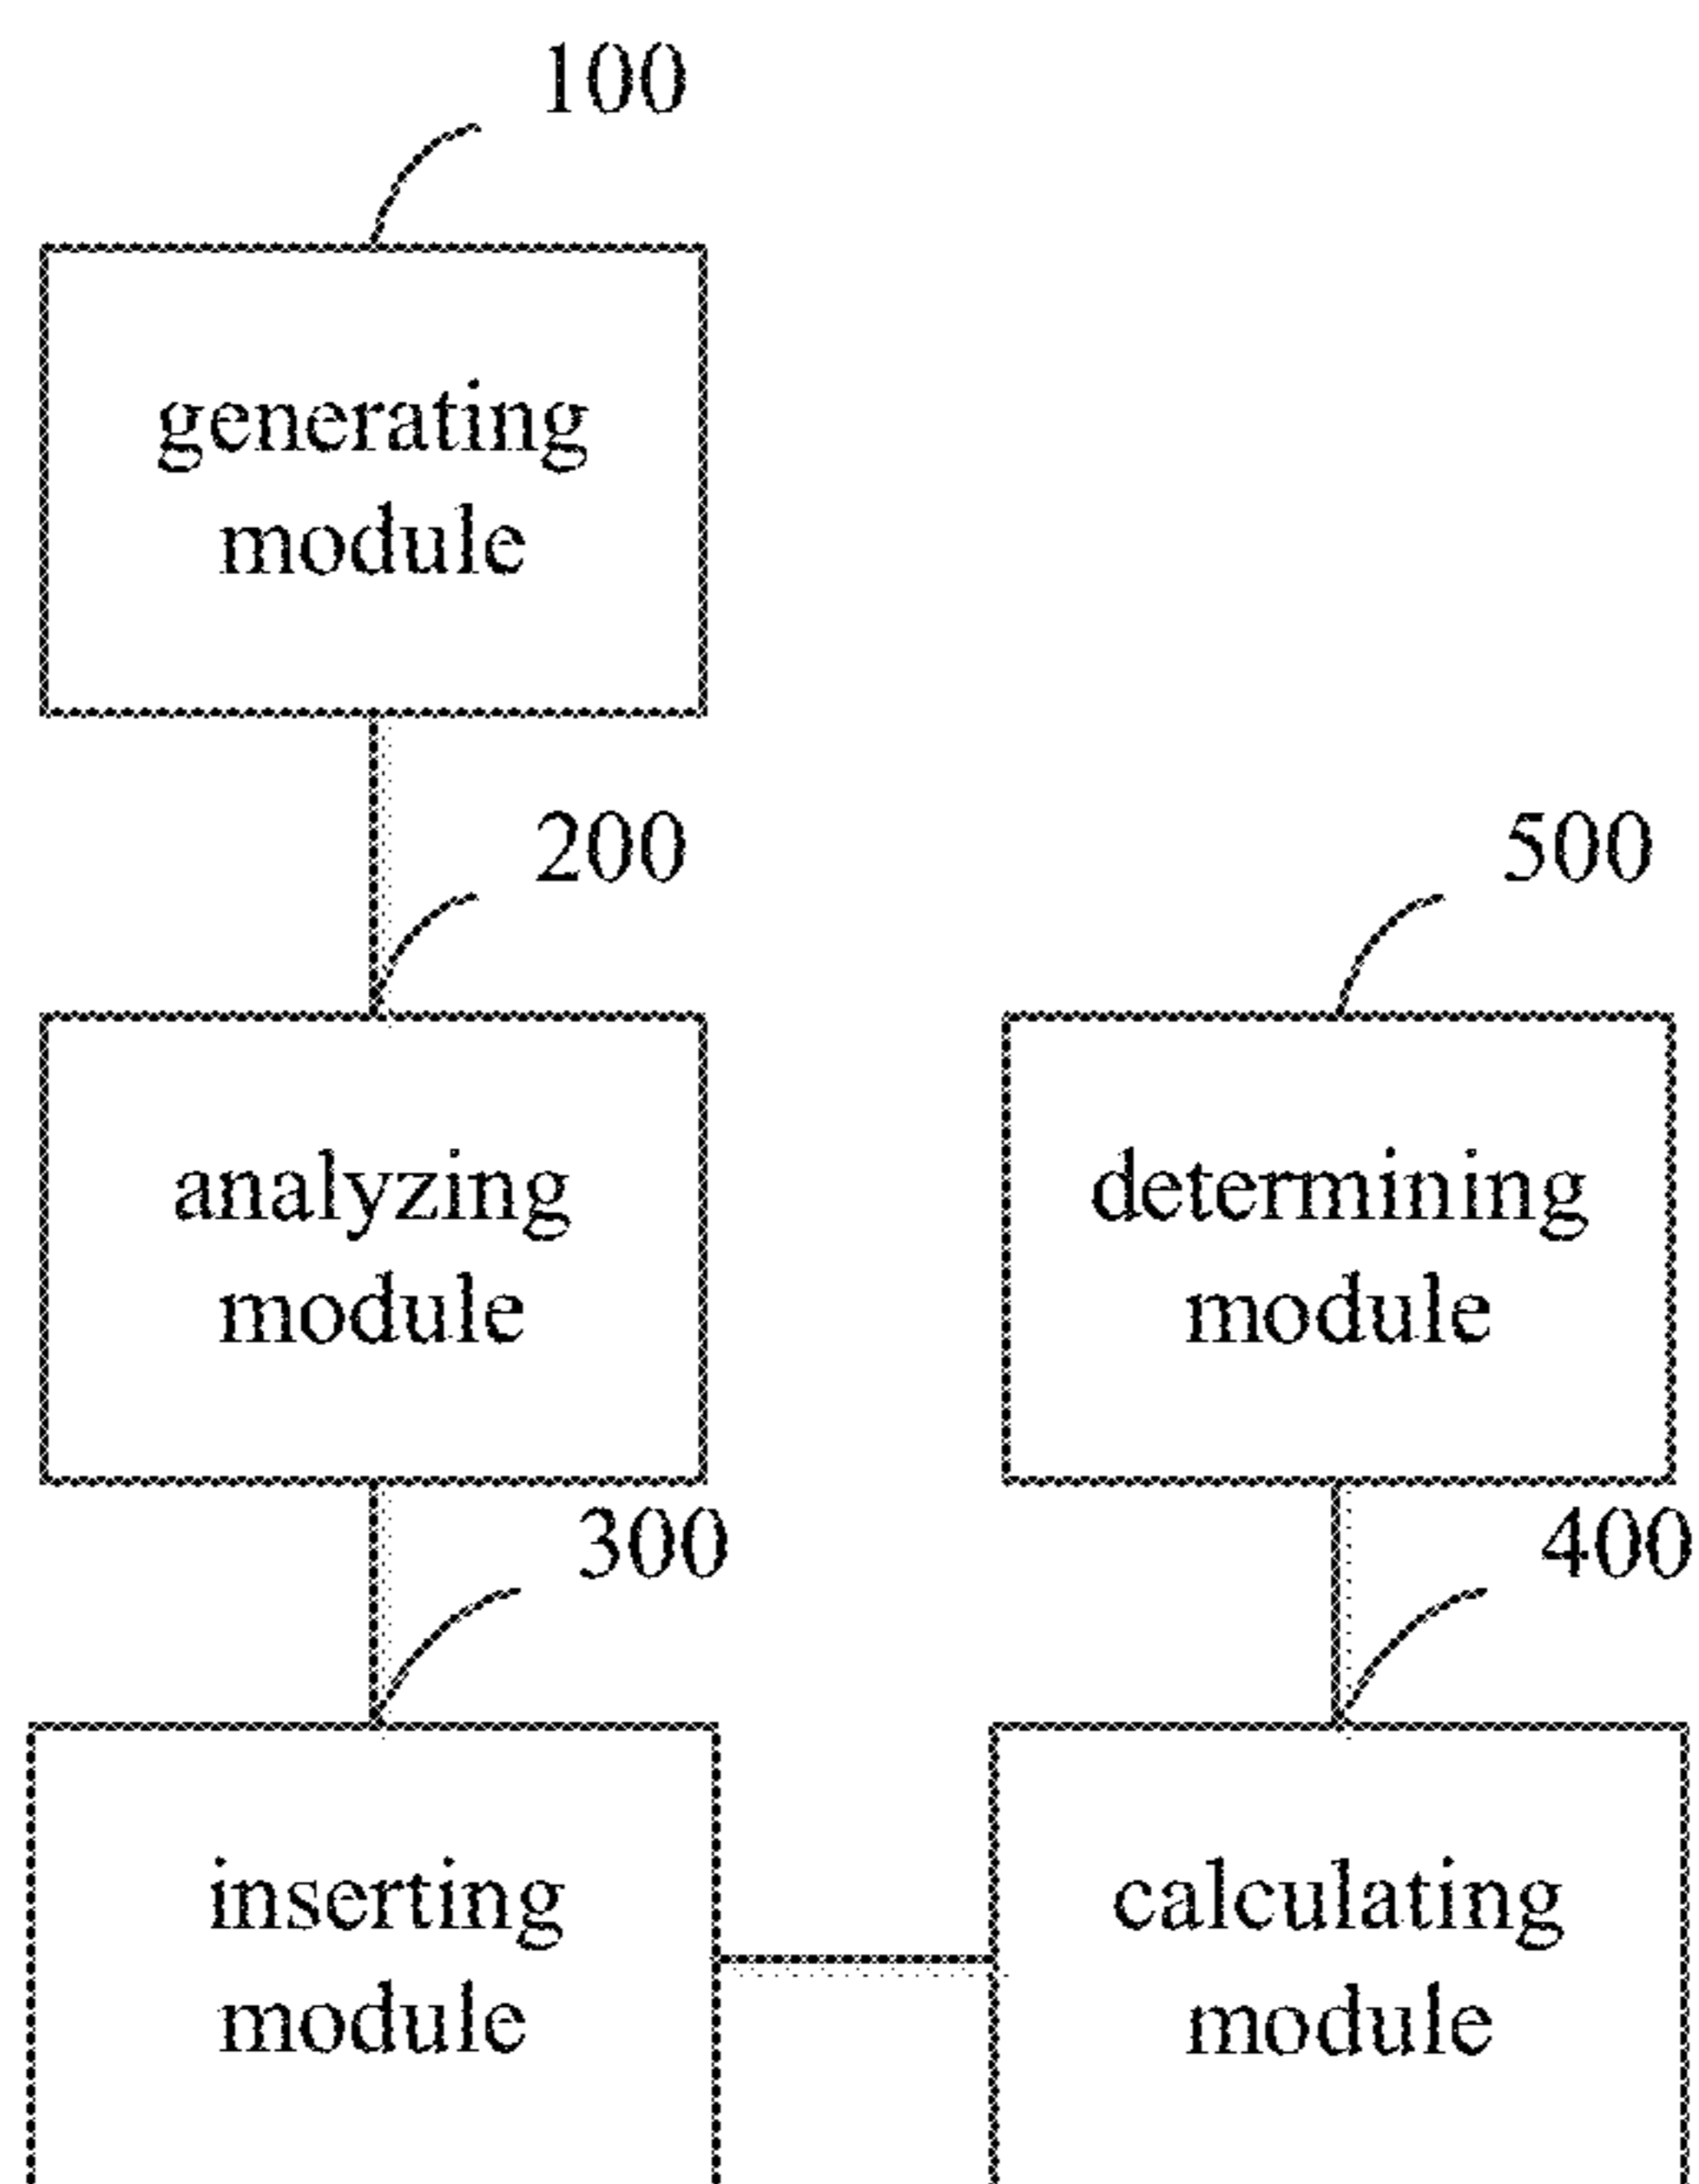 100
generating
module
200
analyzing
module
500
determining
module
300
inserting
module
400
calculating
module